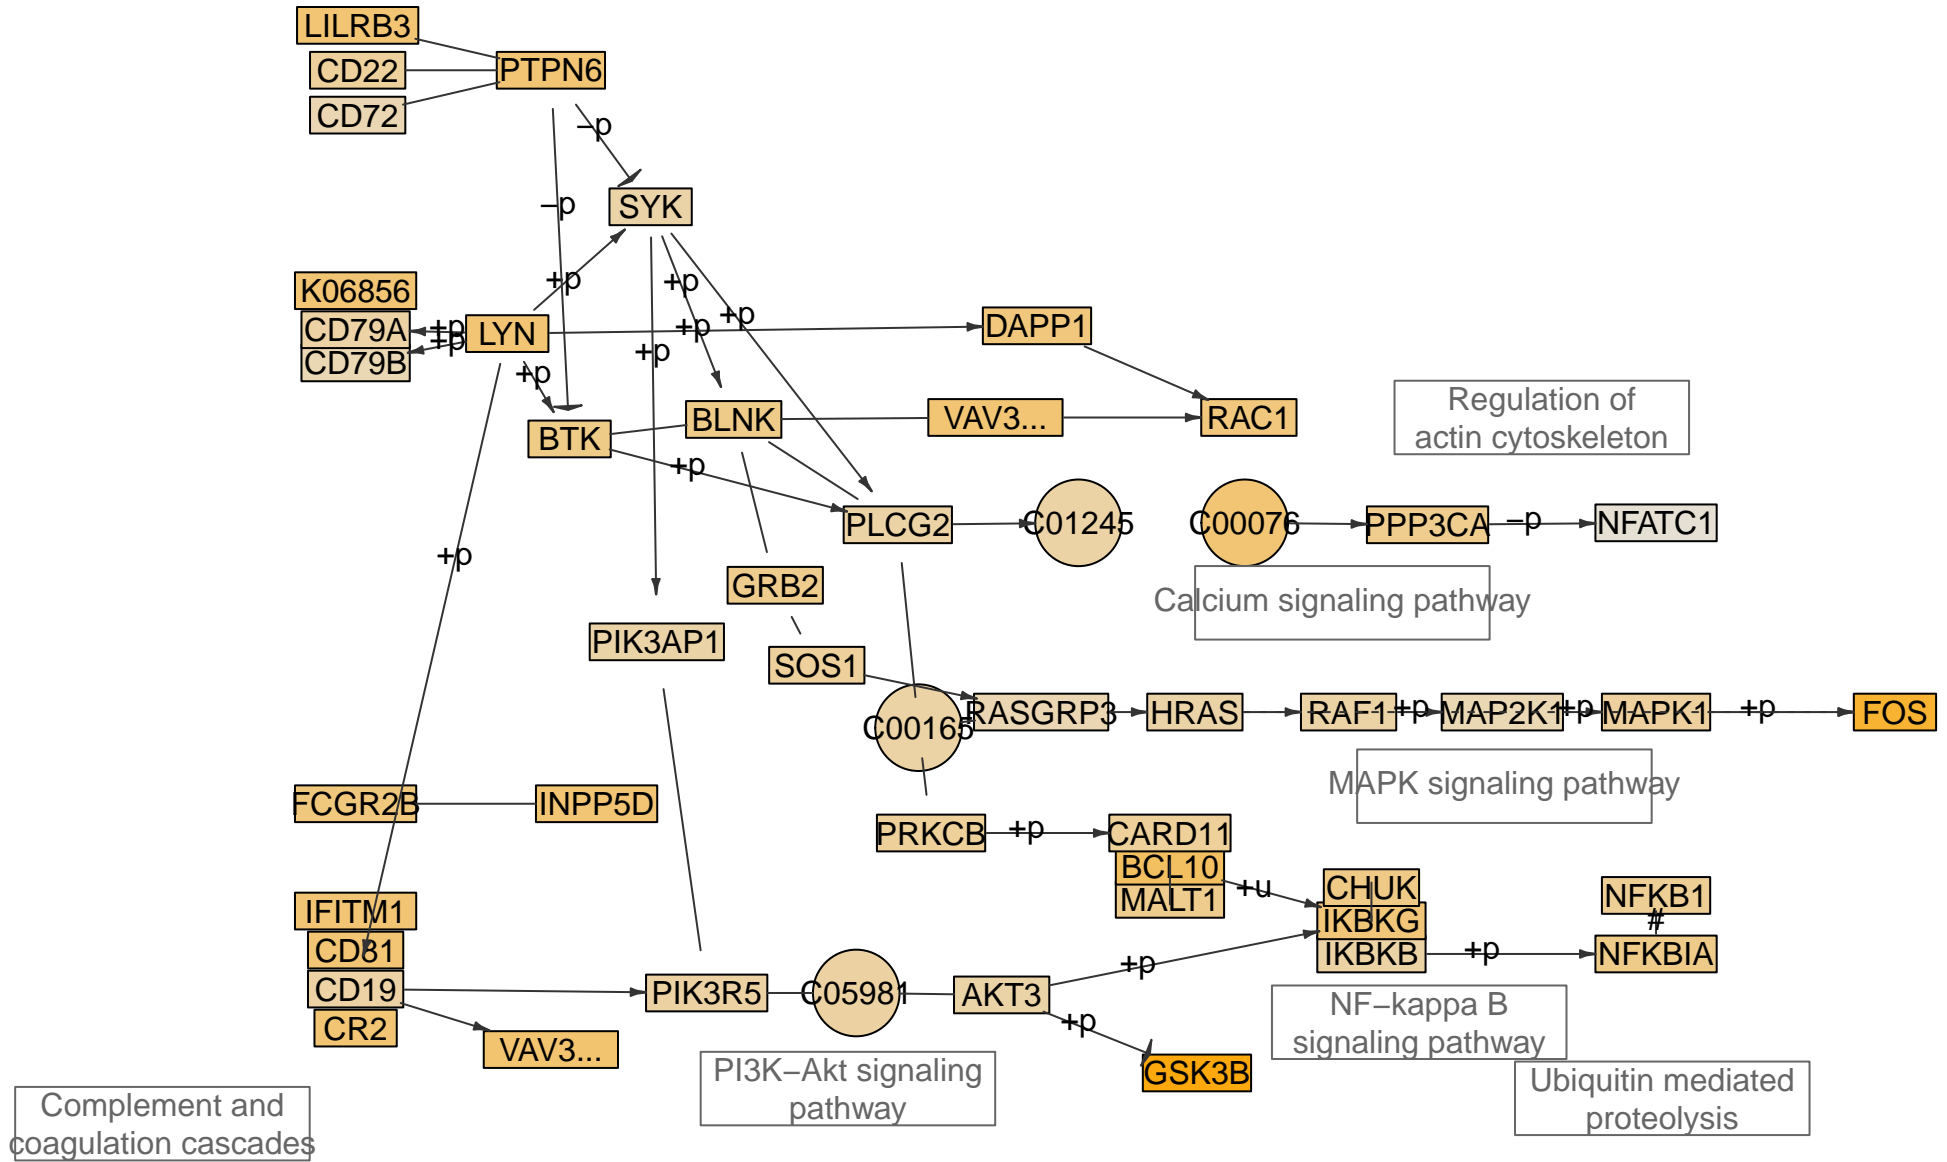 LILRB3
CD22
PTPN6
CD72
–p
SYK
–p
+p
+p
K06856
CD79A
+p
LYN
+p
+p
DAPP1
CD79B
+p
+p
+p
BTK
BLNK
VAV3...
RAC1
Regulation of
actin cytoskeleton
+p
PLCG2
C01245
C00076
PPP3CA
–p
NFATC1
+p
GRB2
Calcium signaling pathway
PIK3AP1
SOS1
C00165
RASGRP3
HRAS
RAF1
+p
MAP2K1
+p
MAPK1
+p
FOS
MAPK signaling pathway
FCGR2B
INPP5D
PRKCB
+p
CARD11
BCL10
MALT1
+u
CHUK
IKBKG
IKBKB
+p
NFKB1
#
NFKBIA
IFITM1
CD81
CD19
CR2
VAV3...
PIK3R5
C05981
AKT3
+p
+p
GSK3B
NF–kappa B
signaling pathway
PI3K–Akt signaling
pathway
Ubiquitin mediated
proteolysis
Complement and
coagulation cascades